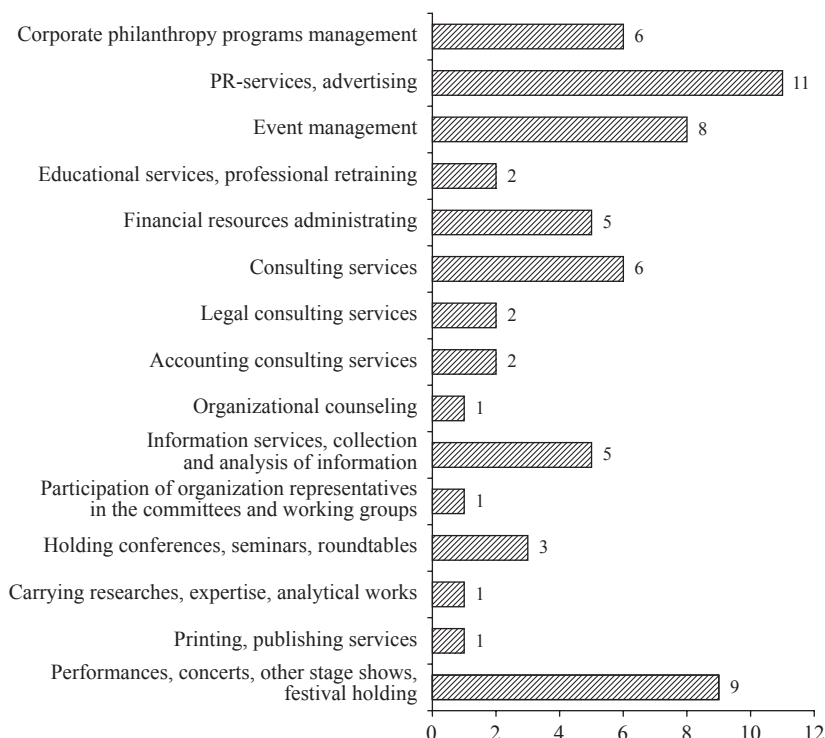 Corporate philanthropy programs management
6
PR-services, advertising
11
Event management
8
Educational services, professional retraining
2
Financial resources administrating
5
Consulting services
6
Legal consulting services
2
Accounting consulting services
2
Organizational counseling
1
Information services, collection
and analysis of information
5
Participation of organization representatives
in the committees and working groups
1
Holding conferences, seminars, roundtables
3
Carrying researches, expertise, analytical works
1
Printing, publishing services
1
Performances, concerts, other stage shows,
festival holding
9
0 2 4 6 8 10 12